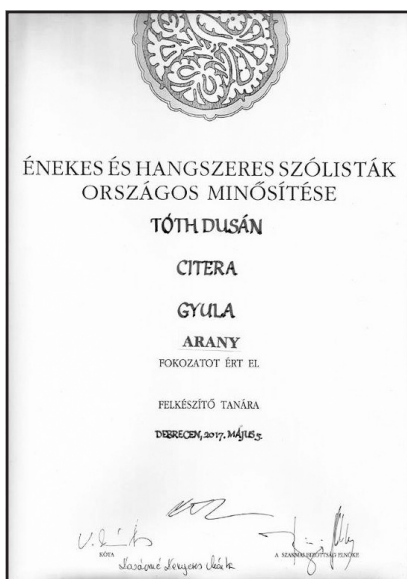 ÉNEKES ÉS HANGSZERES SZÓLISTÁK
ORSZÁGOS MINŐSÍTÉSE
TÓTH DUSÁN
CITERA
GYULA
ARANY
FOKOZATOT ÉRT EL
FELKÉSZÍTŐ TANÁRA
DEBRECEN, 2017. MÁJUS 5.
KÓTA
A SZAKMAI BIZOTTSÁG ELNÖKE